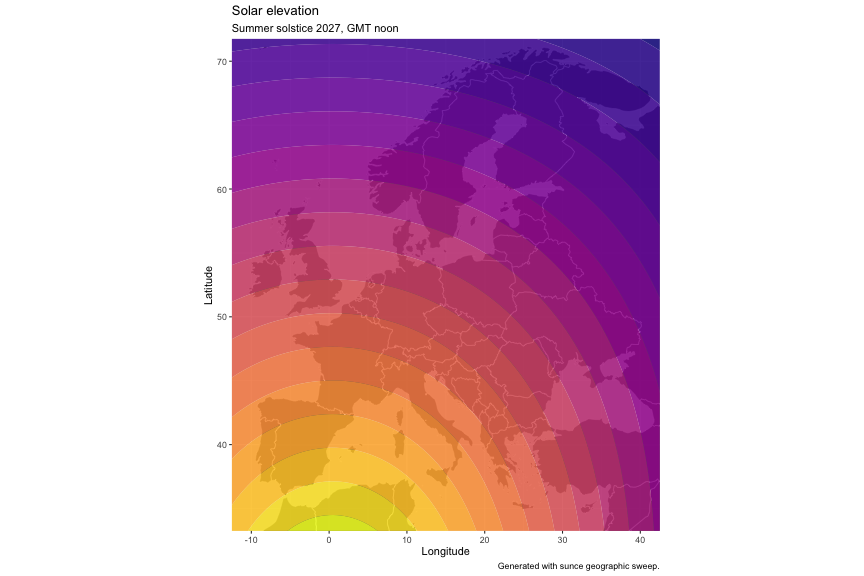 Solar elevation
Summer solstice 2027, GMT noon
70
60
50
40
Latitude
-10
0
10
20
30
40
Longitude
Generated with sunce geographic sweep.